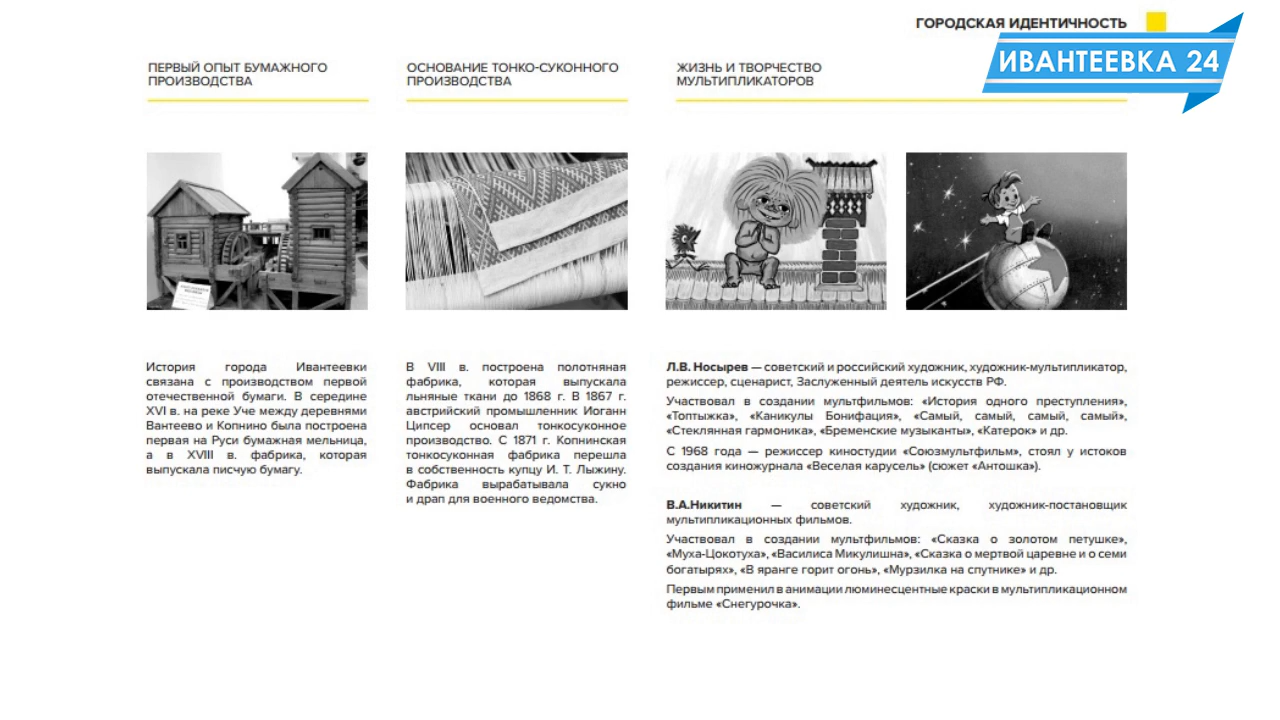 ГОРОДСКАЯ ИДЕНТИЧНОСТЬ
ИВАНТЕЕВКА 24
ПЕРВЫЙ ОПЫТ БУМАЖНОГО
ПРОИЗВОДСТВА
История города Ивантеевки
связана с производством первой
отечественной бумаги. В середине
XVI в. на реке Уче между деревнями
Вантеево и Копнино была построена
первая на Руси бумажная мельница,
а в XVIII в. фабрика, которая
выпускала писчую бумагу.
ОСНОВАНИЕ ТОНКО-СУКОННОГО
ПРОИЗВОДСТВА
В VIII в. построена полотняная
фабрика, которая выпускала
льняные ткани до 1868 г. В 1867 г.
австрийский промышленник Иоганн
Ципсер основал тонкосуконное
производство. С 1871 г. Копнинская
тонкосуконная фабрика перешла
в собственность купцу И. Т. Лыжину.
Фабрика вырабатывала сукно
и драп для военного ведомства.
ЖИЗНЬ И ТВОРЧЕСТВО
МУЛЬТИПЛИКАТОРОВ
Л.В. Носырев — советский и российский художник, художник-мультипликатор,
режиссер, сценарист, Заслуженный деятель искусств РФ.
Участвовал в создании мультфильмов: «История одного преступления»,
«Топтыжка», «Каникулы Бонифация», «Самый, самый, самый, самый»,
«Стеклянная гармоника», «Бременские музыканты», «Катерок» и др.
С 1968 года — режиссер киностудии «Союзмультфильм», стоял у истоков
создания киножурнала «Веселая карусель» (сюжет «Антошка»).
В.А.Никитин — советский художник, художник-постановщик
мультипликационных фильмов.
Участвовал в создании мультфильмов: «Сказка о золотом петушке»,
«Муха-Цокотуха», «Василиса Микулишна», «Сказка о мертвой царевне и о семи
богатырях», «В яранге горит огонь», «Мурзилка на спутнике» и др.
Первым применил в анимации люминесцентные краски в мультипликационном
фильме «Снегурочка».